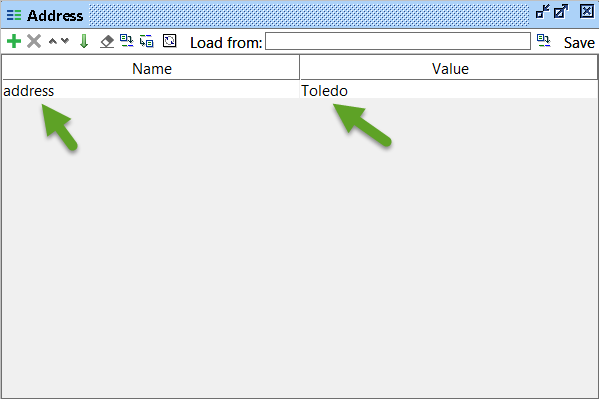 Address
Load from: Save
Name Value
address Toledo